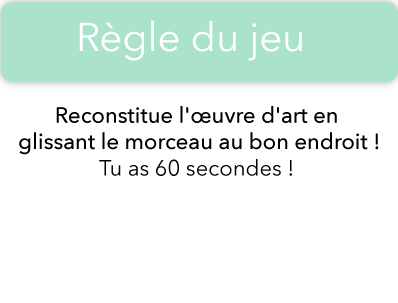 Règle du jeu
Reconstitue l'œuvre d'art en
glissant le morceau au bon endroit !
Tu as 60 secondes !